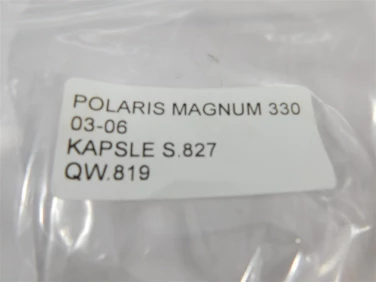 POLARIS MAGNUM 330
03-06
KAPSLE S.827
QW.819